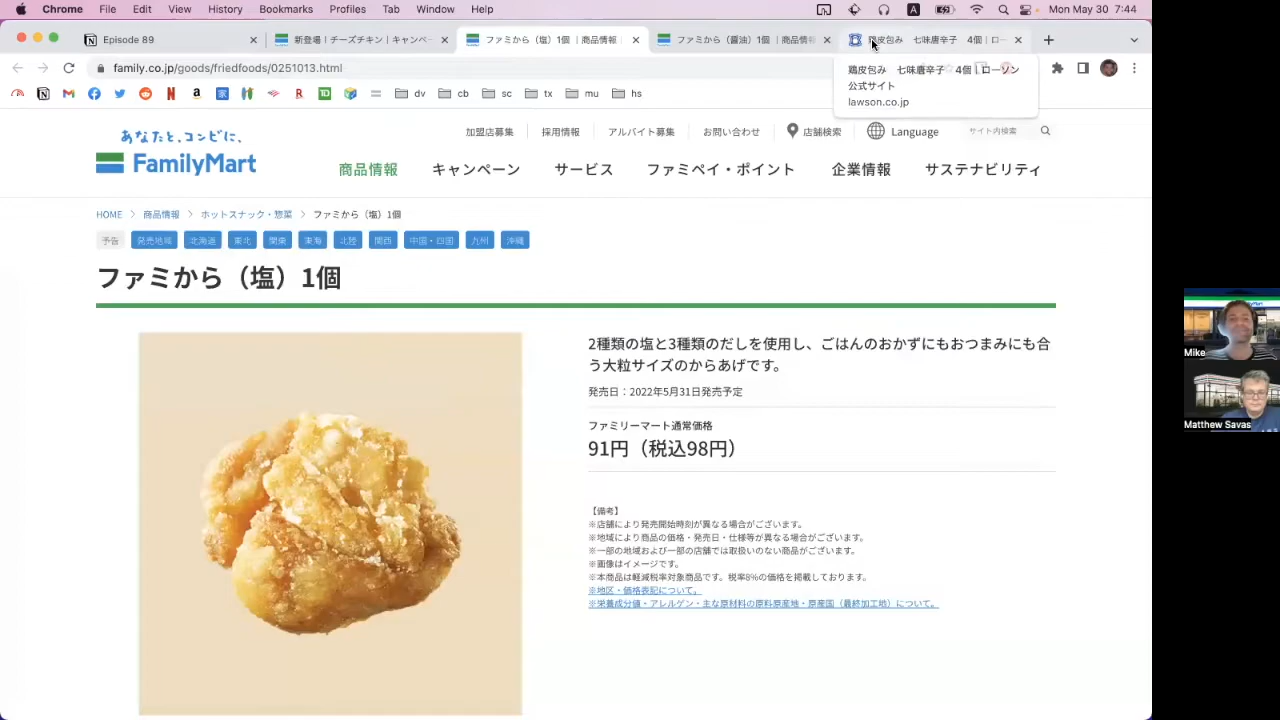 Chrome File Edit View History Bookmarks Profiles Tab Window Help A Mon May 30 7:44
Episode 89
新登場！チーズチキン｜キャンペー
ファミから（塩）1個 ｜商品情報
ファミから（醤油）1個 ｜商品情報
鶏皮包み 七味唐辛子 4個｜ロー
family.co.jp/goods/friedfoods/0251013.html
鶏皮包み 七味唐辛子 4個｜ローソン
公式サイト
lawson.co.jp
dv cb sc tx mu hs
あなたと、コンビに、
FamilyMart
加盟店募集 採用情報 アルバイト募集 お問い合わせ 店舗検索 Language サイト内検索
商品情報 キャンペーン サービス ファミペイ・ポイント 企業情報 サステナビリティ
HOME 商品情報 ホットスナック・惣菜 ファミから（塩）1個
予告 発売地域 北海道 東北 関東 東海 北陸 関西 中国・四国 九州 沖縄
ファミから（塩）1個
2種類の塩と3種類のだしを使用し、ごはんのおかずにもおつまみにも合
う大粒サイズのからあげです。
発売日：2022年5月31日発売予定
ファミリーマート通常価格
91円（税込98円）
【備考】
※店舗により発売開始時刻が異なる場合がございます。
※地域により商品の価格・発売日・仕様等が異なる場合がございます。
※一部の地域および一部の店舗では取扱いのない商品がございます。
※画像はイメージです。
※本商品は軽減税率対象商品です。税率8%の価格を掲載しております。
※地区・価格表記について。
※栄養成分値・アレルゲン・主な原材料の原料原産地・原産国（最終加工地）について。
Mike
Matthew Savas